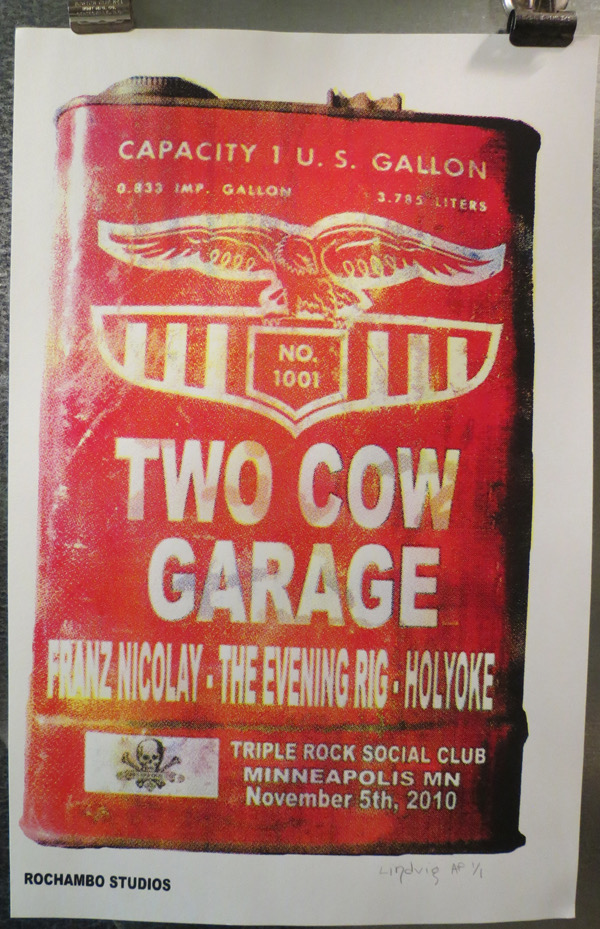 CAPACITY 1 U. S. GALLON
0.833 IMP. GALLON 3.785 LITERS
NO.
1001
TWO COW
GARAGE
FRANZ NICOLAY - THE EVENING RIG - HOLYOKE
TRIPLE ROCK SOCIAL CLUB
MINNEAPOLIS MN
November 5th, 2010
ROCHAMBO STUDIOS
Lindvig AP 1/1